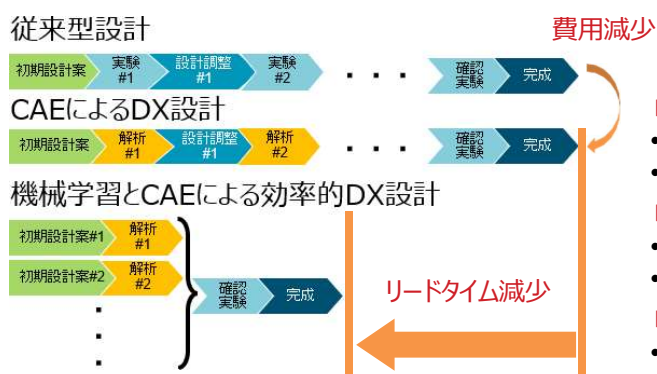 従来型設計
費用減少
初期設計案
実験
#1
設計調整
#1
実験
#2
・・・
確認
実験
完成
CAEによるDX設計
初期設計案
解析
#1
設計調整
#1
解析
#2
・・・
確認
実験
完成
機械学習とCAEによる効率的DX設計
初期設計案#1
解析
#1
初期設計案#2
解析
#2
確認
実験
完成
リードタイム減少